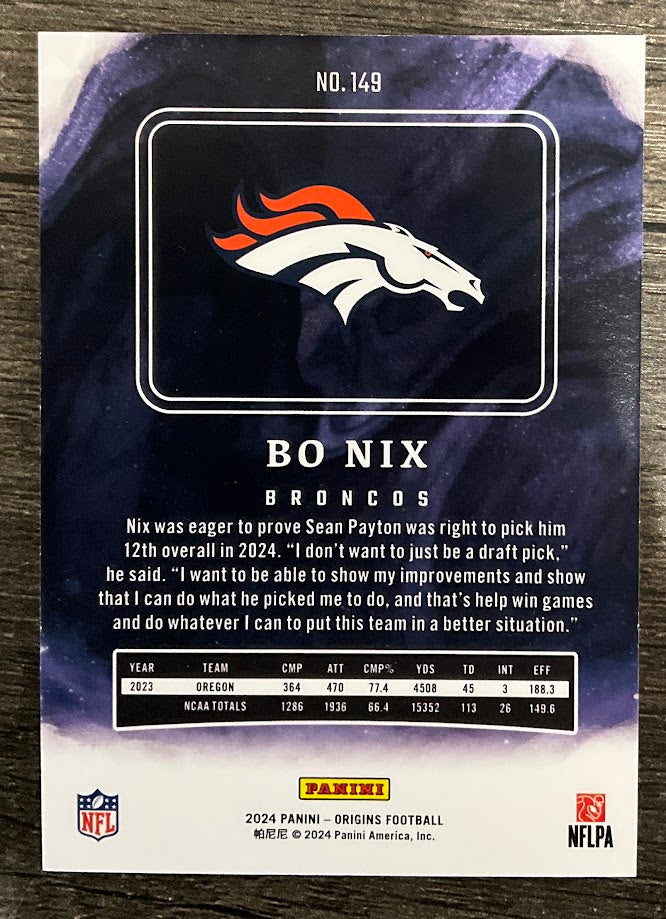 NO. 149
BO NIX
BRONCOS
Nix was eager to prove Sean Payton was right to pick him
12th overall in 2024. “I don’t want to just be a draft pick,”
he said. “I want to be able to show my improvements and show
that I can do what he picked me to do, and that’s help win games
and do whatever I can to put this team in a better situation.”
YEAR TEAM CMP ATT CMP% YDS TD INT EFF
2023 OREGON 364 470 77.4 4508 45 3 188.3
NCAA TOTALS 1286 1936 66.4 15352 113 26 149.6
PANINI
2024 PANINI – ORIGINS FOOTBALL
帕尼尼 © 2024 Panini America, Inc.
NFL
NFLPA